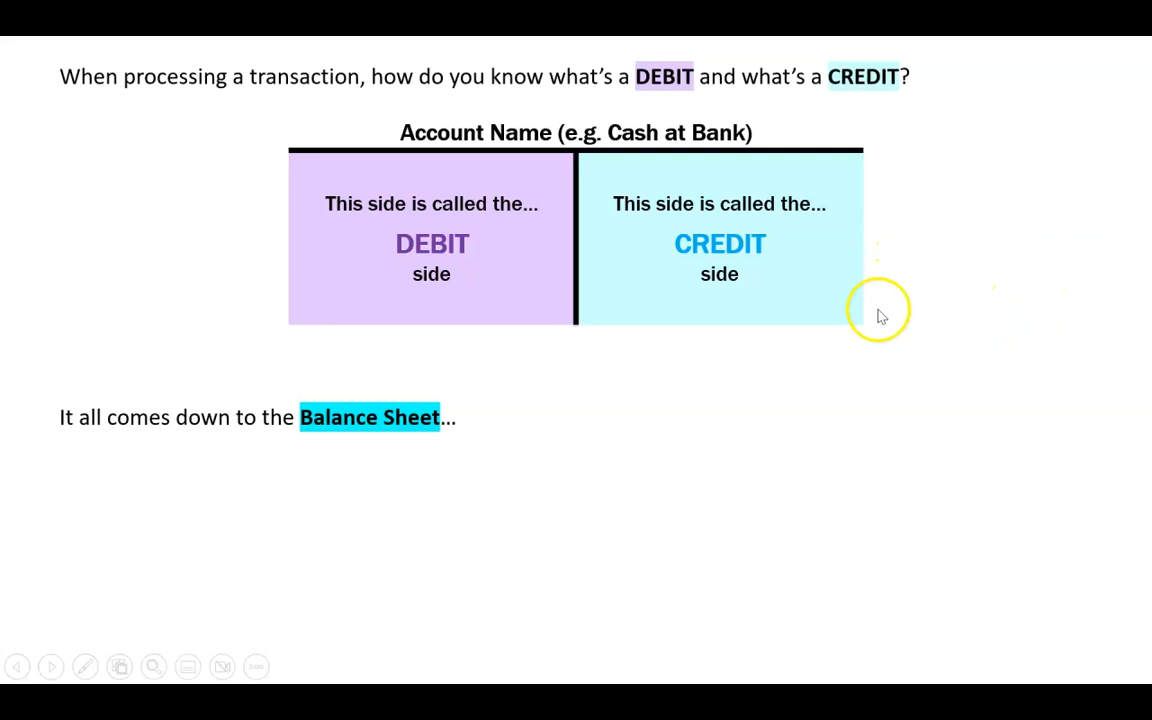 When processing a transaction, how do you know what’s a DEBIT and what’s a CREDIT?
Account Name (e.g. Cash at Bank)
This side is called the...
DEBIT
side
This side is called the...
CREDIT
side
It all comes down to the Balance Sheet...